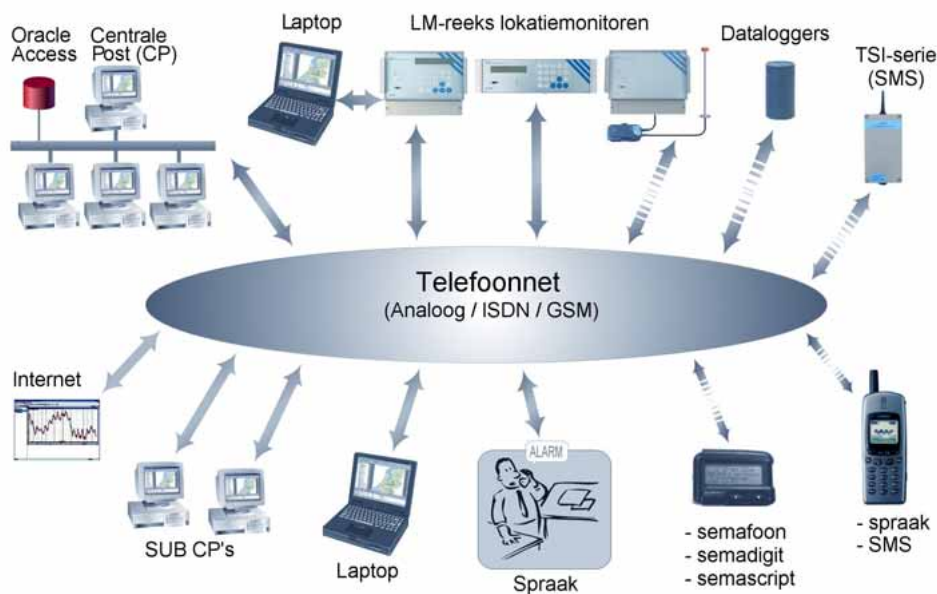 Oracle
Access
Centrale
Post (CP)
Laptop
LM-reeks lokatiemonitoren
Dataloggers
TSI-serie
(SMS)
Telefoonnet
(Analoog / ISDN / GSM)
Internet
SUB CP's
Laptop
ALARM
Spraak
- semafoon
- semadigit
- semascript
- spraak
- SMS